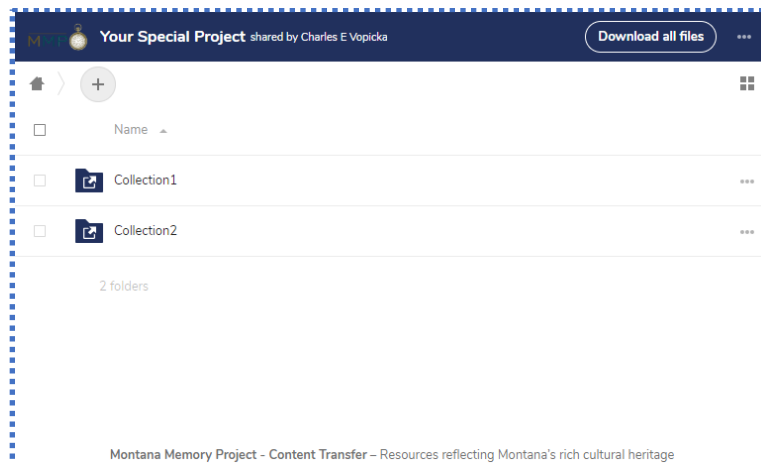 MMP Your Special Project shared by Charles E Vopicka Download all files
Name
Collection1
Collection2
2 folders
Montana Memory Project - Content Transfer – Resources reflecting Montana's rich cultural heritage